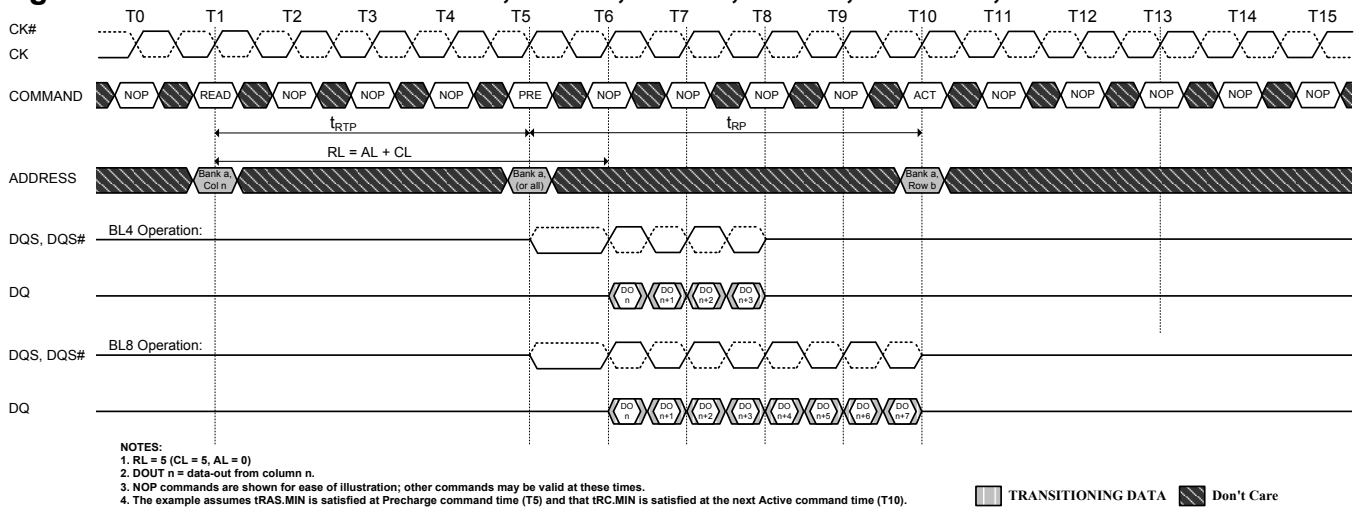 T0 T1 T2 T3 T4 T5 T6 T7 T8 T9 T10 T11 T12 T13 T14 T15
CK#
CK
COMMAND NOP READ NOP NOP NOP PRE NOP NOP NOP NOP ACT NOP NOP NOP NOP NOP
tRTP tRP
RL = AL + CL
ADDRESS
Bank a, Col n
Bank a, (or all)
Bank a, Row b
BL4 Operation:
DQS, DQS#
DQ DO n DO n+1 DO n+2 DO n+3
BL8 Operation:
DQS, DQS#
DQ DO n DO n+1 DO n+2 DO n+3 DO n+4 DO n+5 DO n+6 DO n+7
NOTES:
1. RL = 5 (CL = 5, AL = 0)
2. DOUT n = data-out from column n.
3. NOP commands are shown for ease of illustration; other commands may be valid at these times.
4. The example assumes tRAS.MIN is satisfied at Precharge command time (T5) and that tRC.MIN is satisfied at the next Active command time (T10).
TRANSITIONING DATA Don't Care